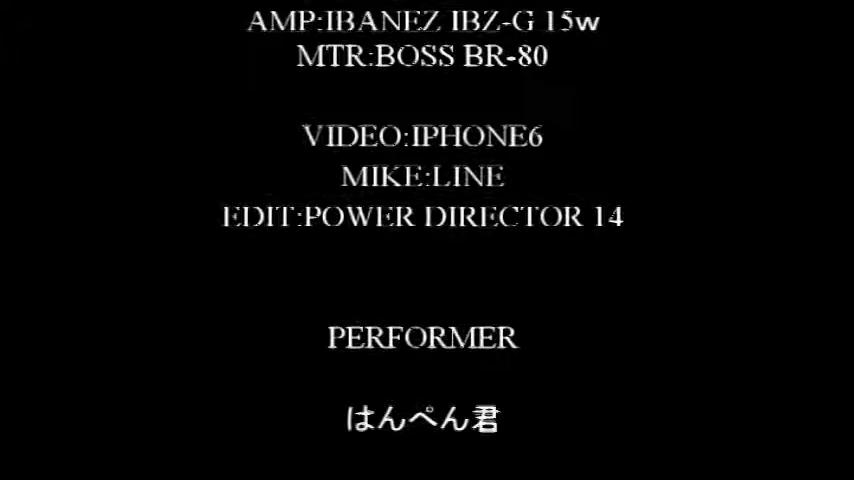 AMP:IBANEZ IBZ-G 15w
MTR:BOSS BR-80
VIDEO:IPHONE6
MIKE:LINE
EDIT:POWER DIRECTOR 14
PERFORMER
はんぺん君